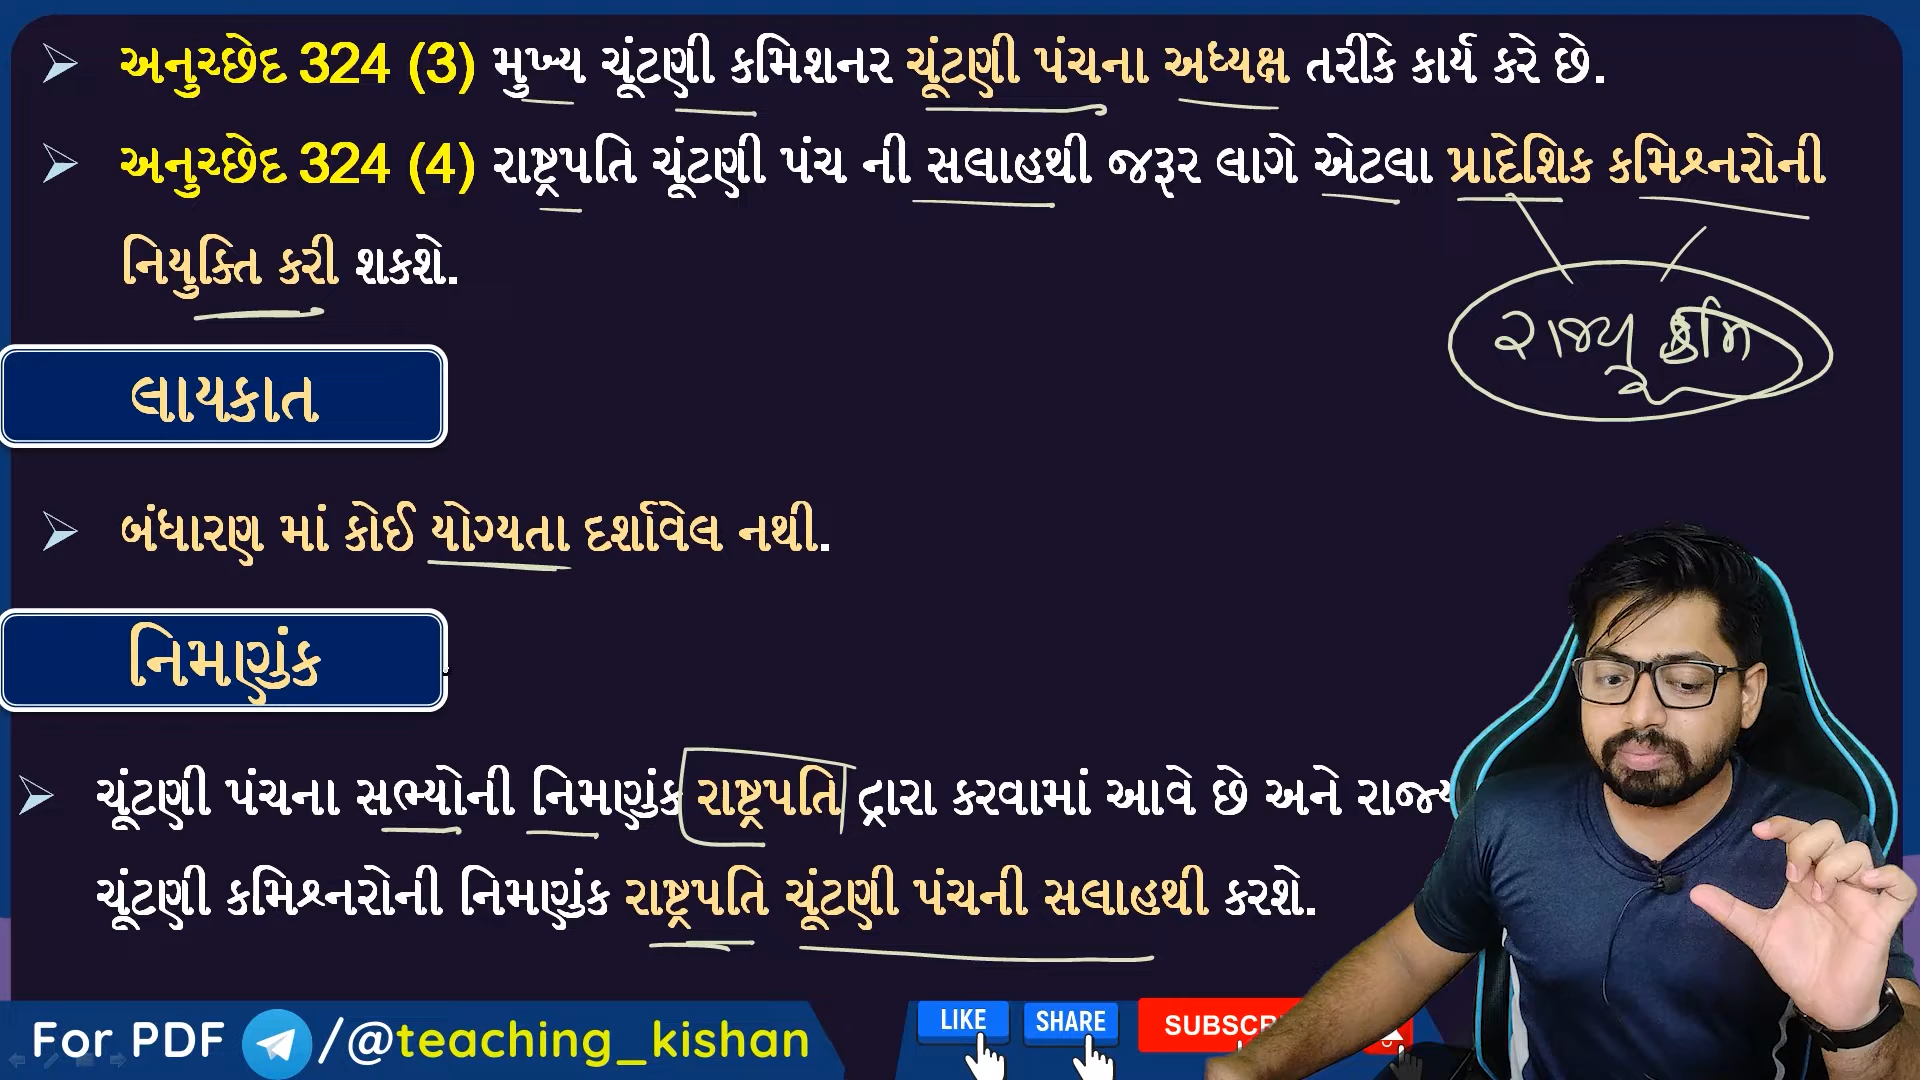 અનુચ્છેદ 324 (3) મુખ્ય ચૂંટણી કમિશનર ચૂંટણી પંચના અધ્યક્ષ તરીકે કાર્ય કરે છે.
અનુચ્છેદ 324 (4) રાષ્ટ્રપતિ ચૂંટણી પંચ ની સલાહથી જરૂર લાગે એટલા પ્રાદેશિક કમિશ્નરોની
નિયુક્તિ કરી શકશે.
રાજ્ય
લાયકાત
બંધારણ માં કોઈ યોગ્યતા દર્શાવેલ નથી.
નિમણુંક
ચૂંટણી પંચના સભ્યોની નિમણુંક રાષ્ટ્રપતિ દ્વારા કરવામાં આવે છે અને રાજ્ય
ચૂંટણી કમિશ્નરોની નિમણુંક રાષ્ટ્રપતિ ચૂંટણી પંચની સલાહથી કરશે.
For PDF /@teaching_kishan
LIKE SHARE SUBSC